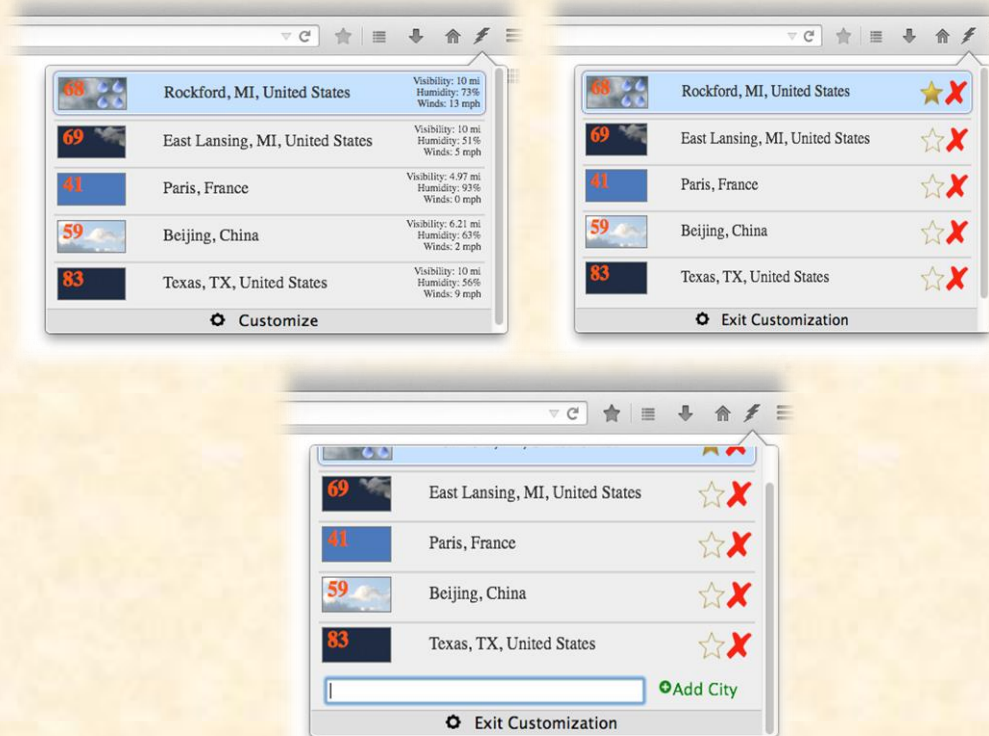 68
Rockford, MI, United States
Visibility: 10 mi
Humidity: 73%
Winds: 13 mph
69
East Lansing, MI, United States
Visibility: 10 mi
Humidity: 51%
Winds: 5 mph
41
Paris, France
Visibility: 4.97 mi
Humidity: 93%
Winds: 0 mph
59
Beijing, China
Visibility: 6.21 mi
Humidity: 63%
Winds: 2 mph
83
Texas, TX, United States
Visibility: 10 mi
Humidity: 56%
Winds: 9 mph
Customize
68
Rockford, MI, United States
69
East Lansing, MI, United States
41
Paris, France
59
Beijing, China
83
Texas, TX, United States
Exit Customization
69
East Lansing, MI, United States
41
Paris, France
59
Beijing, China
83
Texas, TX, United States
Add City
Exit Customization